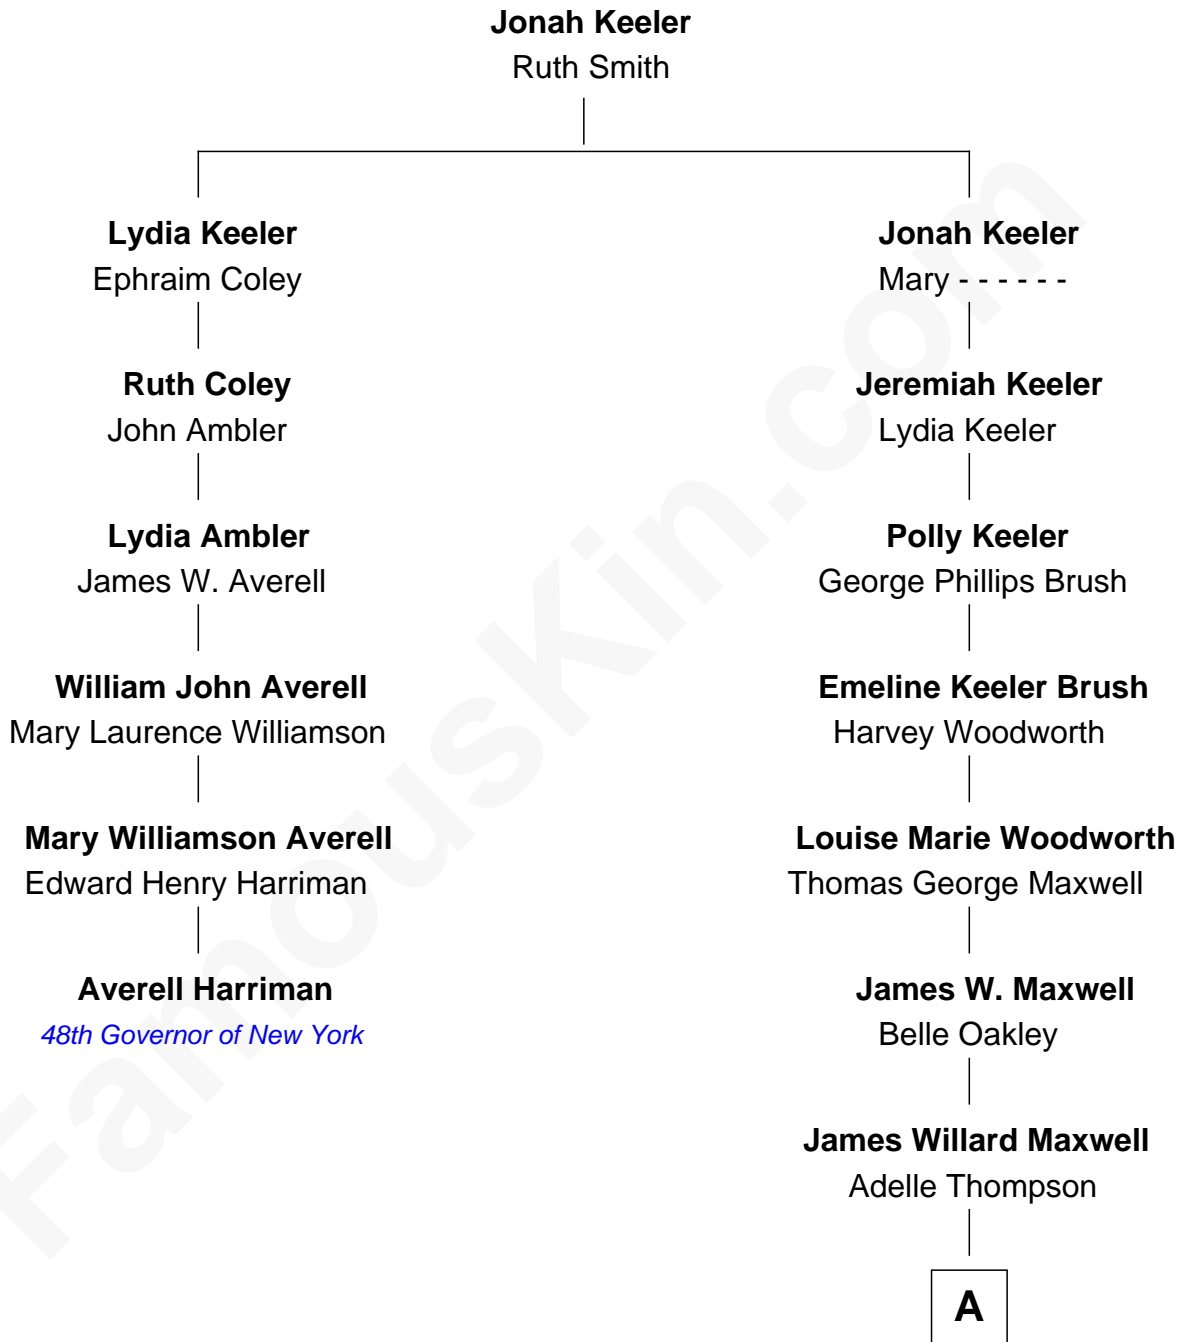 Jonah Keeler
Ruth Smith
Lydia Keeler
Ephraim Coley
Ruth Coley
John Ambler
Lydia Ambler
James W. Averell
William John Averell
Mary Laurence Williamson
Mary Williamson Averell
Edward Henry Harriman
Averell Harriman
48th Governor of New York
Jonah Keeler
Mary - - - - - -
Jeremiah Keeler
Lydia Keeler
Polly Keeler
George Phillips Brush
Emeline Keeler Brush
Harvey Woodworth
Louise Marie Woodworth
Thomas George Maxwell
James W. Maxwell
Belle Oakley
James Willard Maxwell
Adelle Thompson
A
FamousKin.com